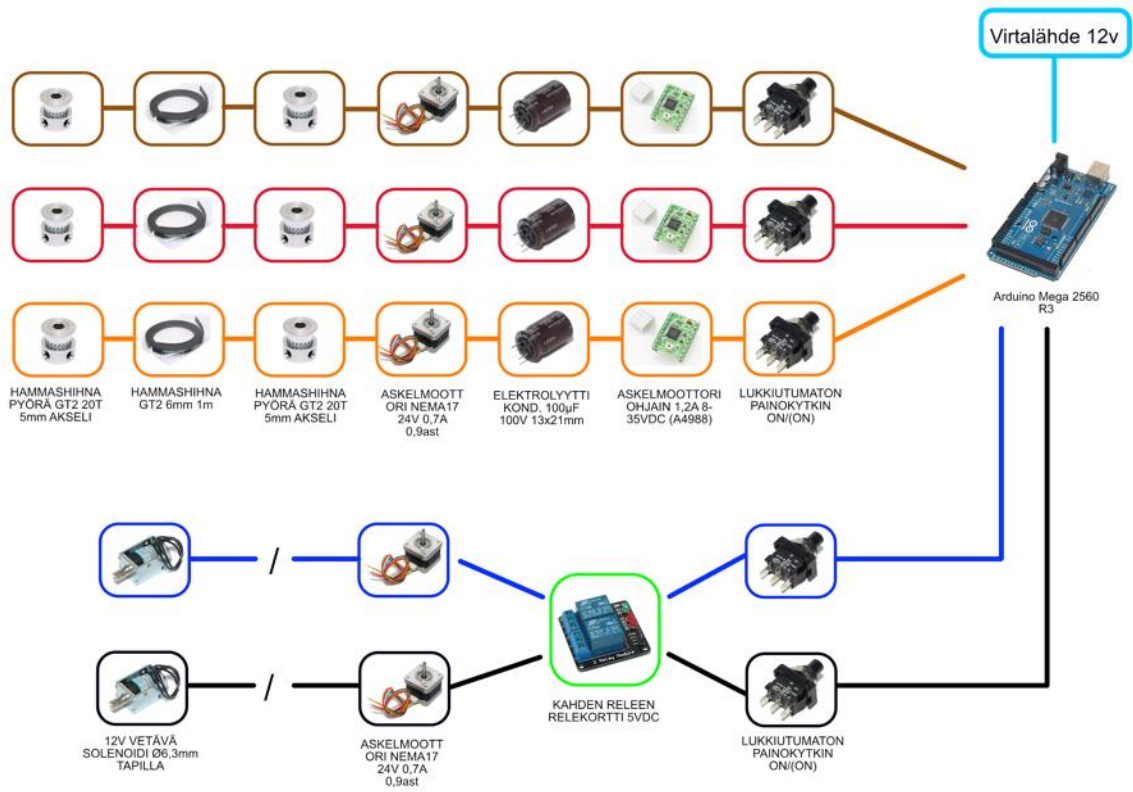 Virtalähde 12v
Arduino Mega 2560
R3
HAMMASHIHNA
PYÖRÄ GT2 20T
5mm AKSELI
HAMMASHIHNA
GT2 6mm 1m
HAMMASHIHNA
PYÖRÄ GT2 20T
5mm AKSELI
ASKELMOOTT
ORI NEMA17
24V 0,7A
0,9ast
ELEKTROLYYTTI
KOND. 100µF
100V 13x21mm
ASKELMOOTTORI
OHJAIN 1,2A 8-
35VDC (A4988)
LUKKIUTUMATON
PAINOKYTKIN
ON/(ON)
/
/
2 Relay Module
KAHDEN RELEEN
RELEKORTTI 5VDC
12V VETÄVÄ
SOLENOIDI Ø6,3mm
TAPILLA
ASKELMOOTT
ORI NEMA17
24V 0,7A
0,9ast
LUKKIUTUMATON
PAINOKYTKIN
ON/(ON)